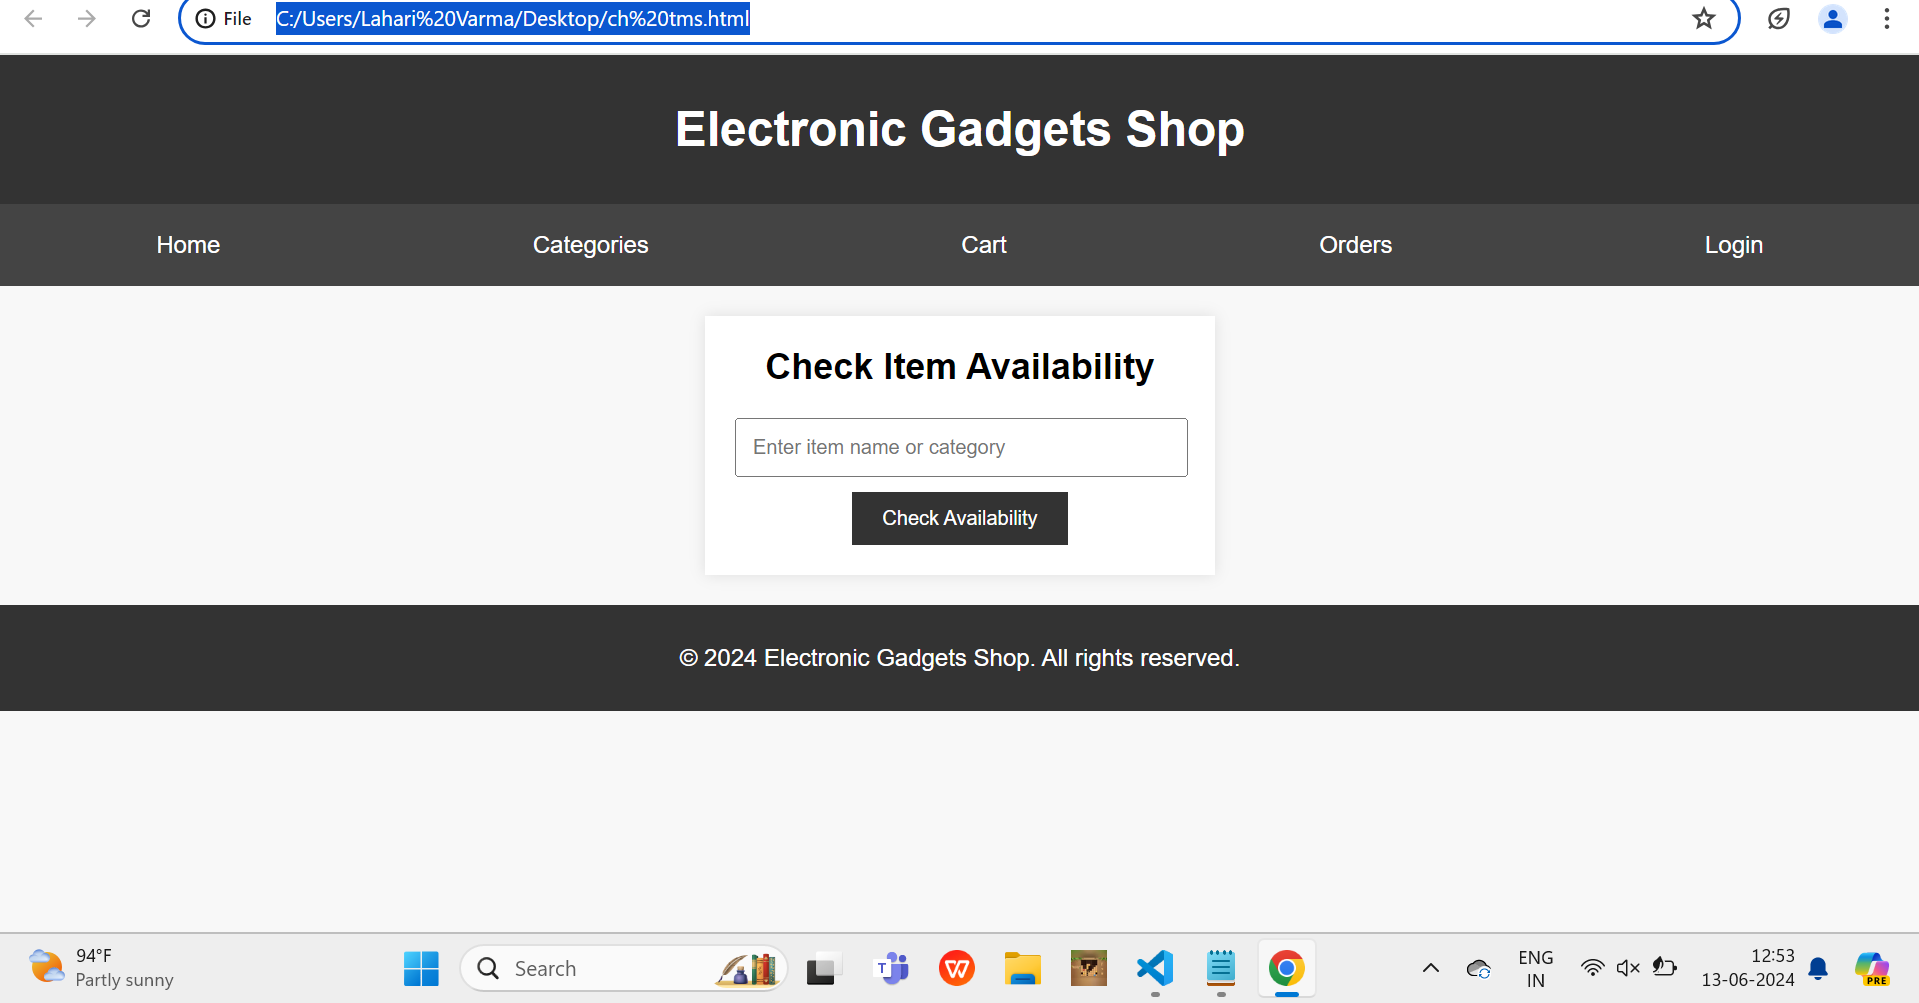 File C:/Users/Lahari%20Varma/Desktop/ch%20tms.html
Electronic Gadgets Shop
Home Categories Cart Orders Login
Check Item Availability
Enter item name or category
Check Availability
© 2024 Electronic Gadgets Shop. All rights reserved.
94°F
Partly sunny
Search
T
W
ENG
IN
12:53
13-06-2024
PRE